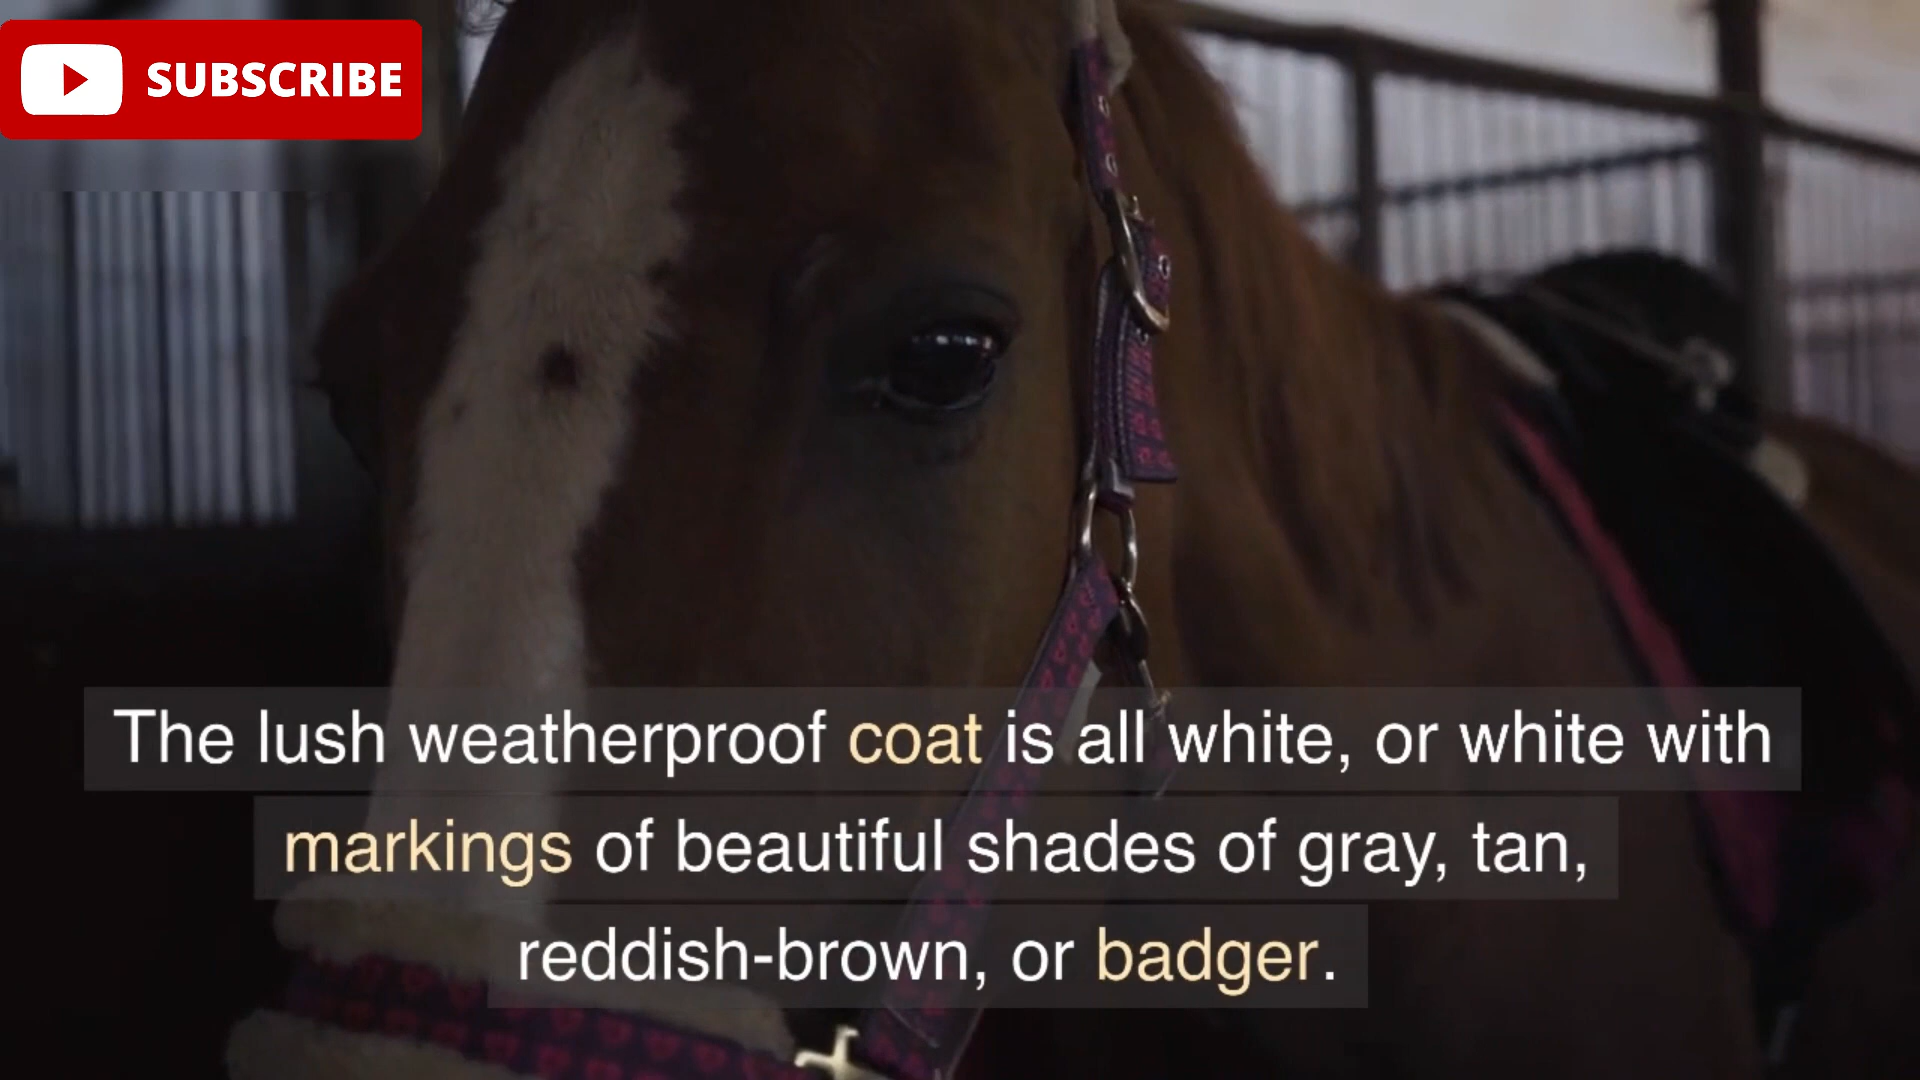 SUBSCRIBE
The lush weatherproof coat is all white, or white with
markings of beautiful shades of gray, tan,
reddish-brown, or badger.